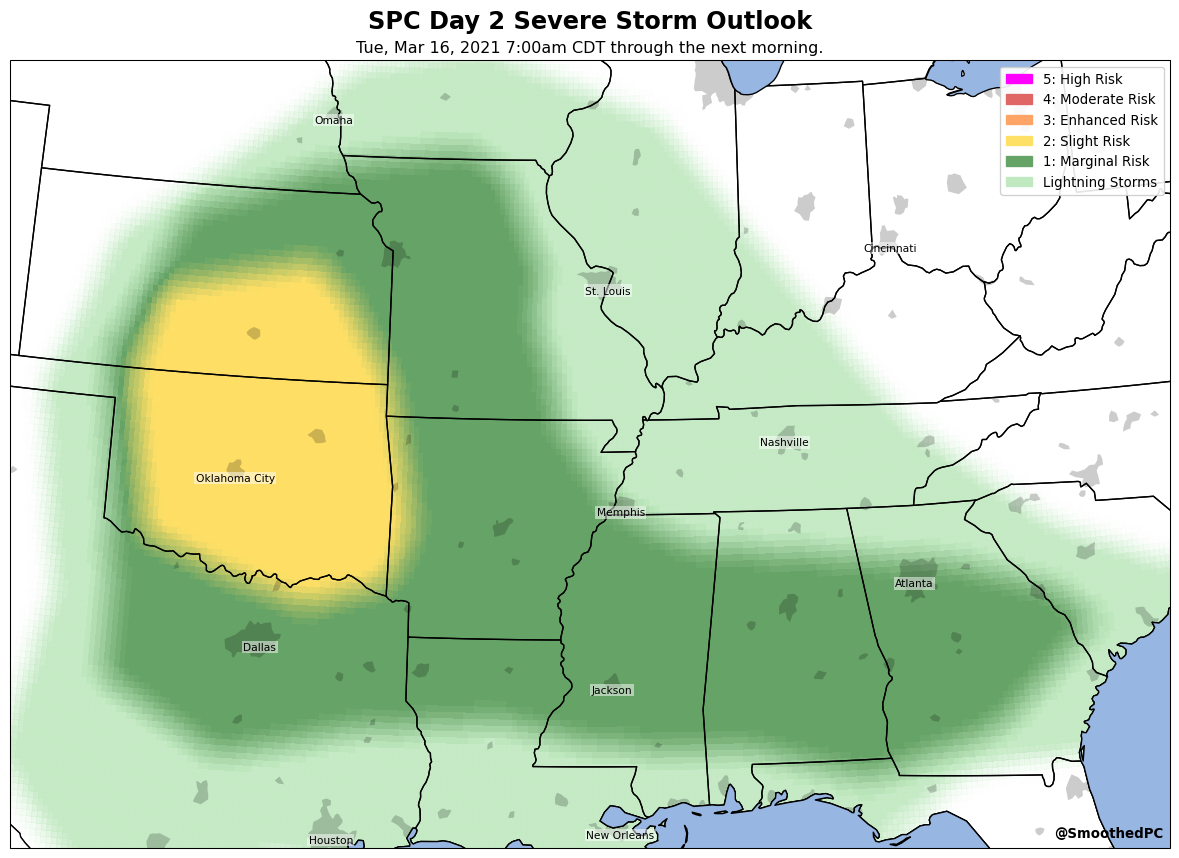 SPC Day 2 Severe Storm Outlook
Tue, Mar 16, 2021 7:00am CDT through the next morning.
5: High Risk
4: Moderate Risk
3: Enhanced Risk
2: Slight Risk
1: Marginal Risk
Lightning Storms
Omaha
Cincinnati
St. Louis
Nashville
Oklahoma City
Memphis
Atlanta
Dallas
Jackson
New Orleans
Houston
@SmoothedPC